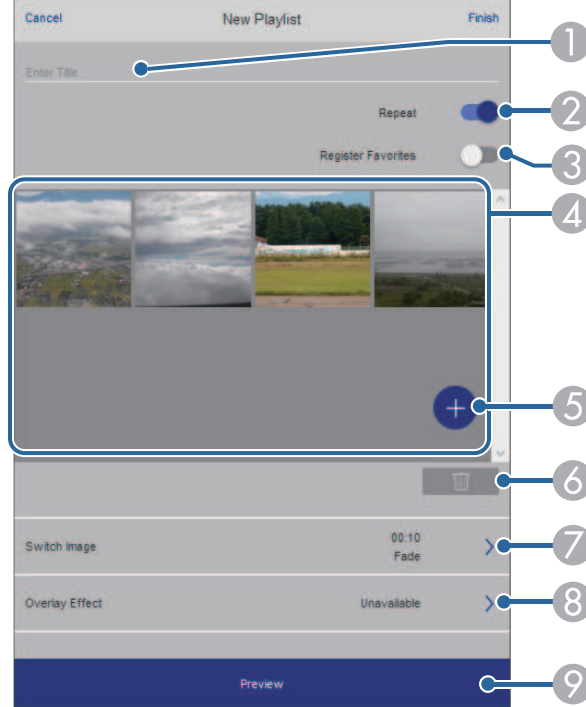 Cancel New Playlist Finish
1
Enter Title
Repeat 2
Register Favorites 3
4
+ 5
6
Switch Image 00:10 7
Fade
Overlay Effect Unavailable 8
Preview 9